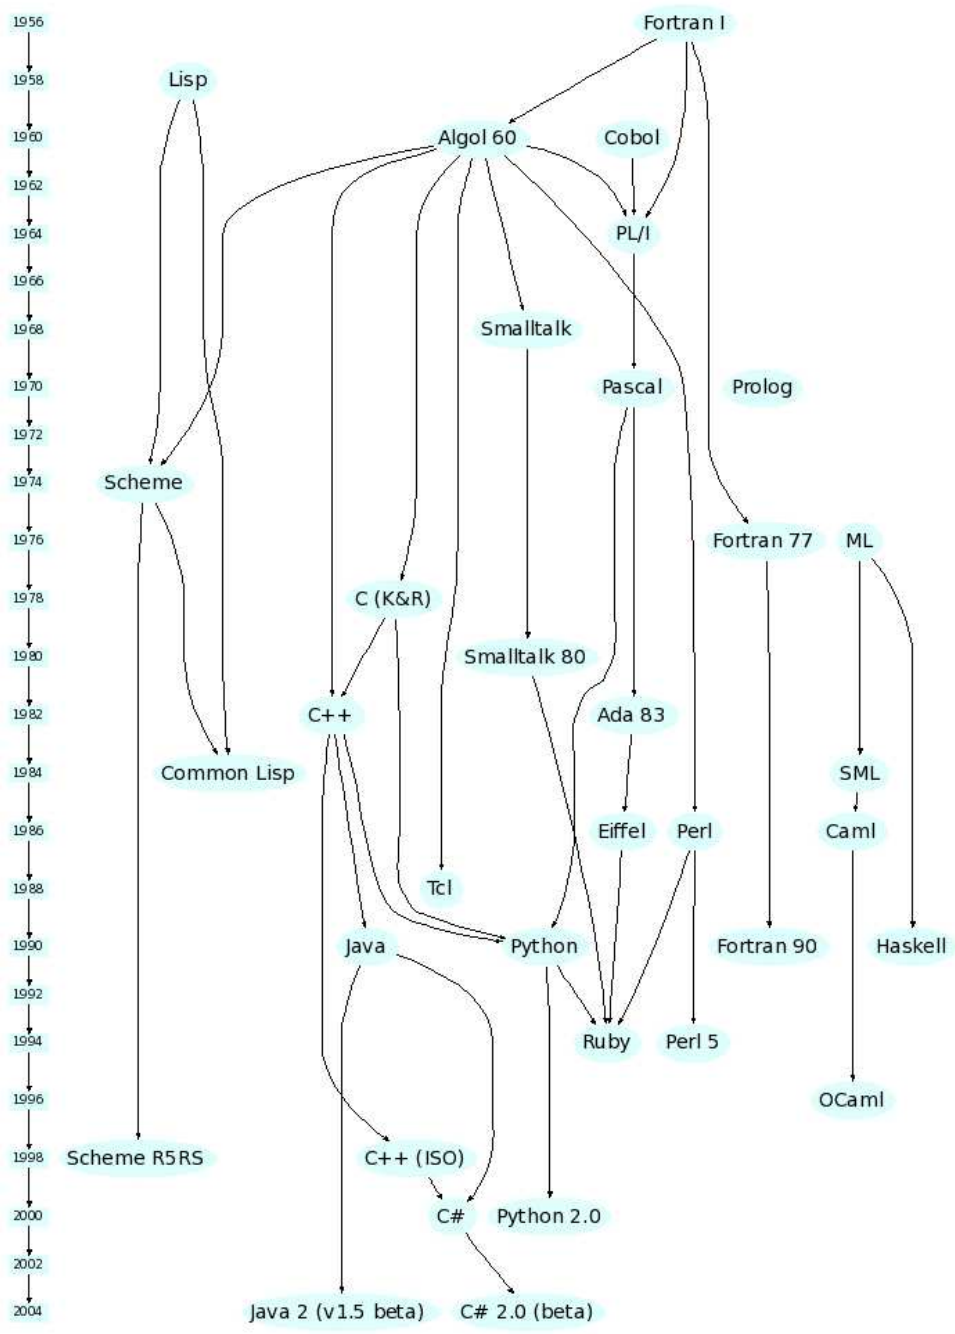 1956 Fortran I
1958 Lisp
1960 Algol 60 Cobol
1962
1964 PL/I
1966
1968 Smalltalk
1970 Pascal Prolog
1972
1974 Scheme
1976 Fortran 77 ML
1978 C (K&R)
1980 Smalltalk 80
1982 C++ Ada 83
1984 Common Lisp SML
1986 Eiffel Perl Caml
1988 Tcl
1990 Java Python Fortran 90 Haskell
1992
1994 Ruby Perl 5
1996 OCaml
1998 Scheme R5RS C++ (ISO)
2000 C# Python 2.0
2002
2004 Java 2 (v1.5 beta) C# 2.0 (beta)